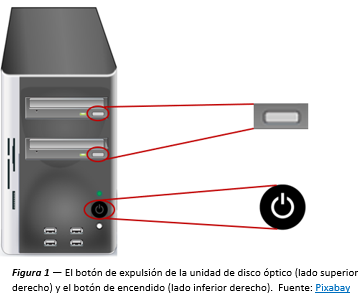 Figura 1 — El botón de expulsión de la unidad de disco óptico (lado superior
derecho) y el botón de encendido (lado inferior derecho). Fuente: Pixabay